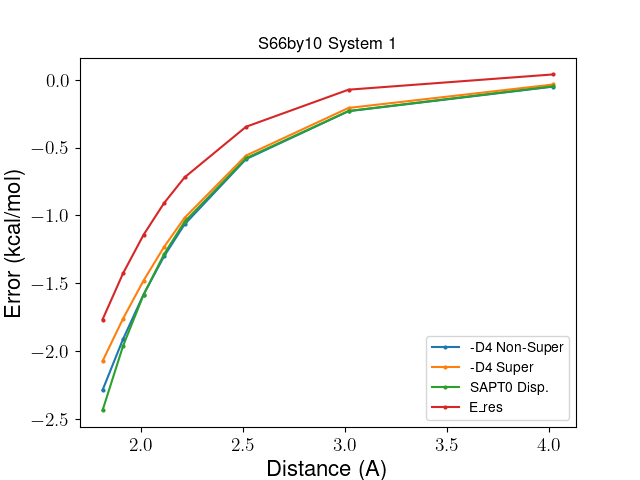 S66by10 System 1
Error (kcal/mol)
0.0
−0.5
−1.0
−1.5
−2.0
−2.5
-D4 Non-Super
-D4 Super
SAPT0 Disp.
E_res
2.0 2.5 3.0 3.5 4.0
Distance (A)